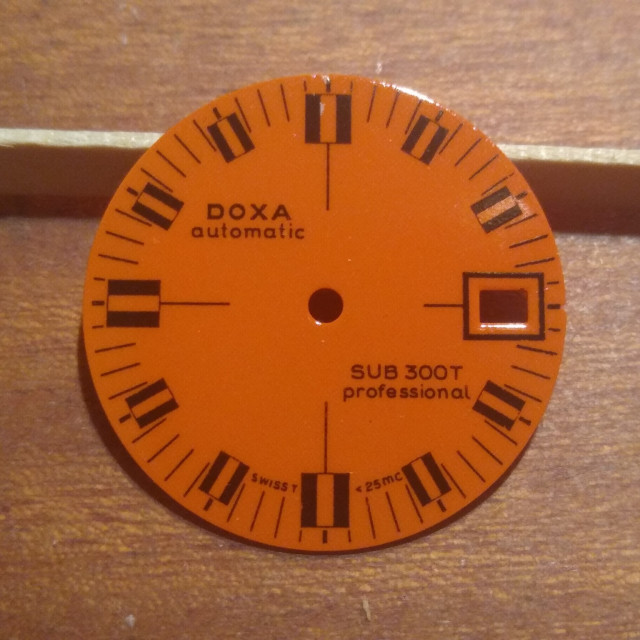 DOXA
automatic
SUB 300T
professional
SWISS T <25MC